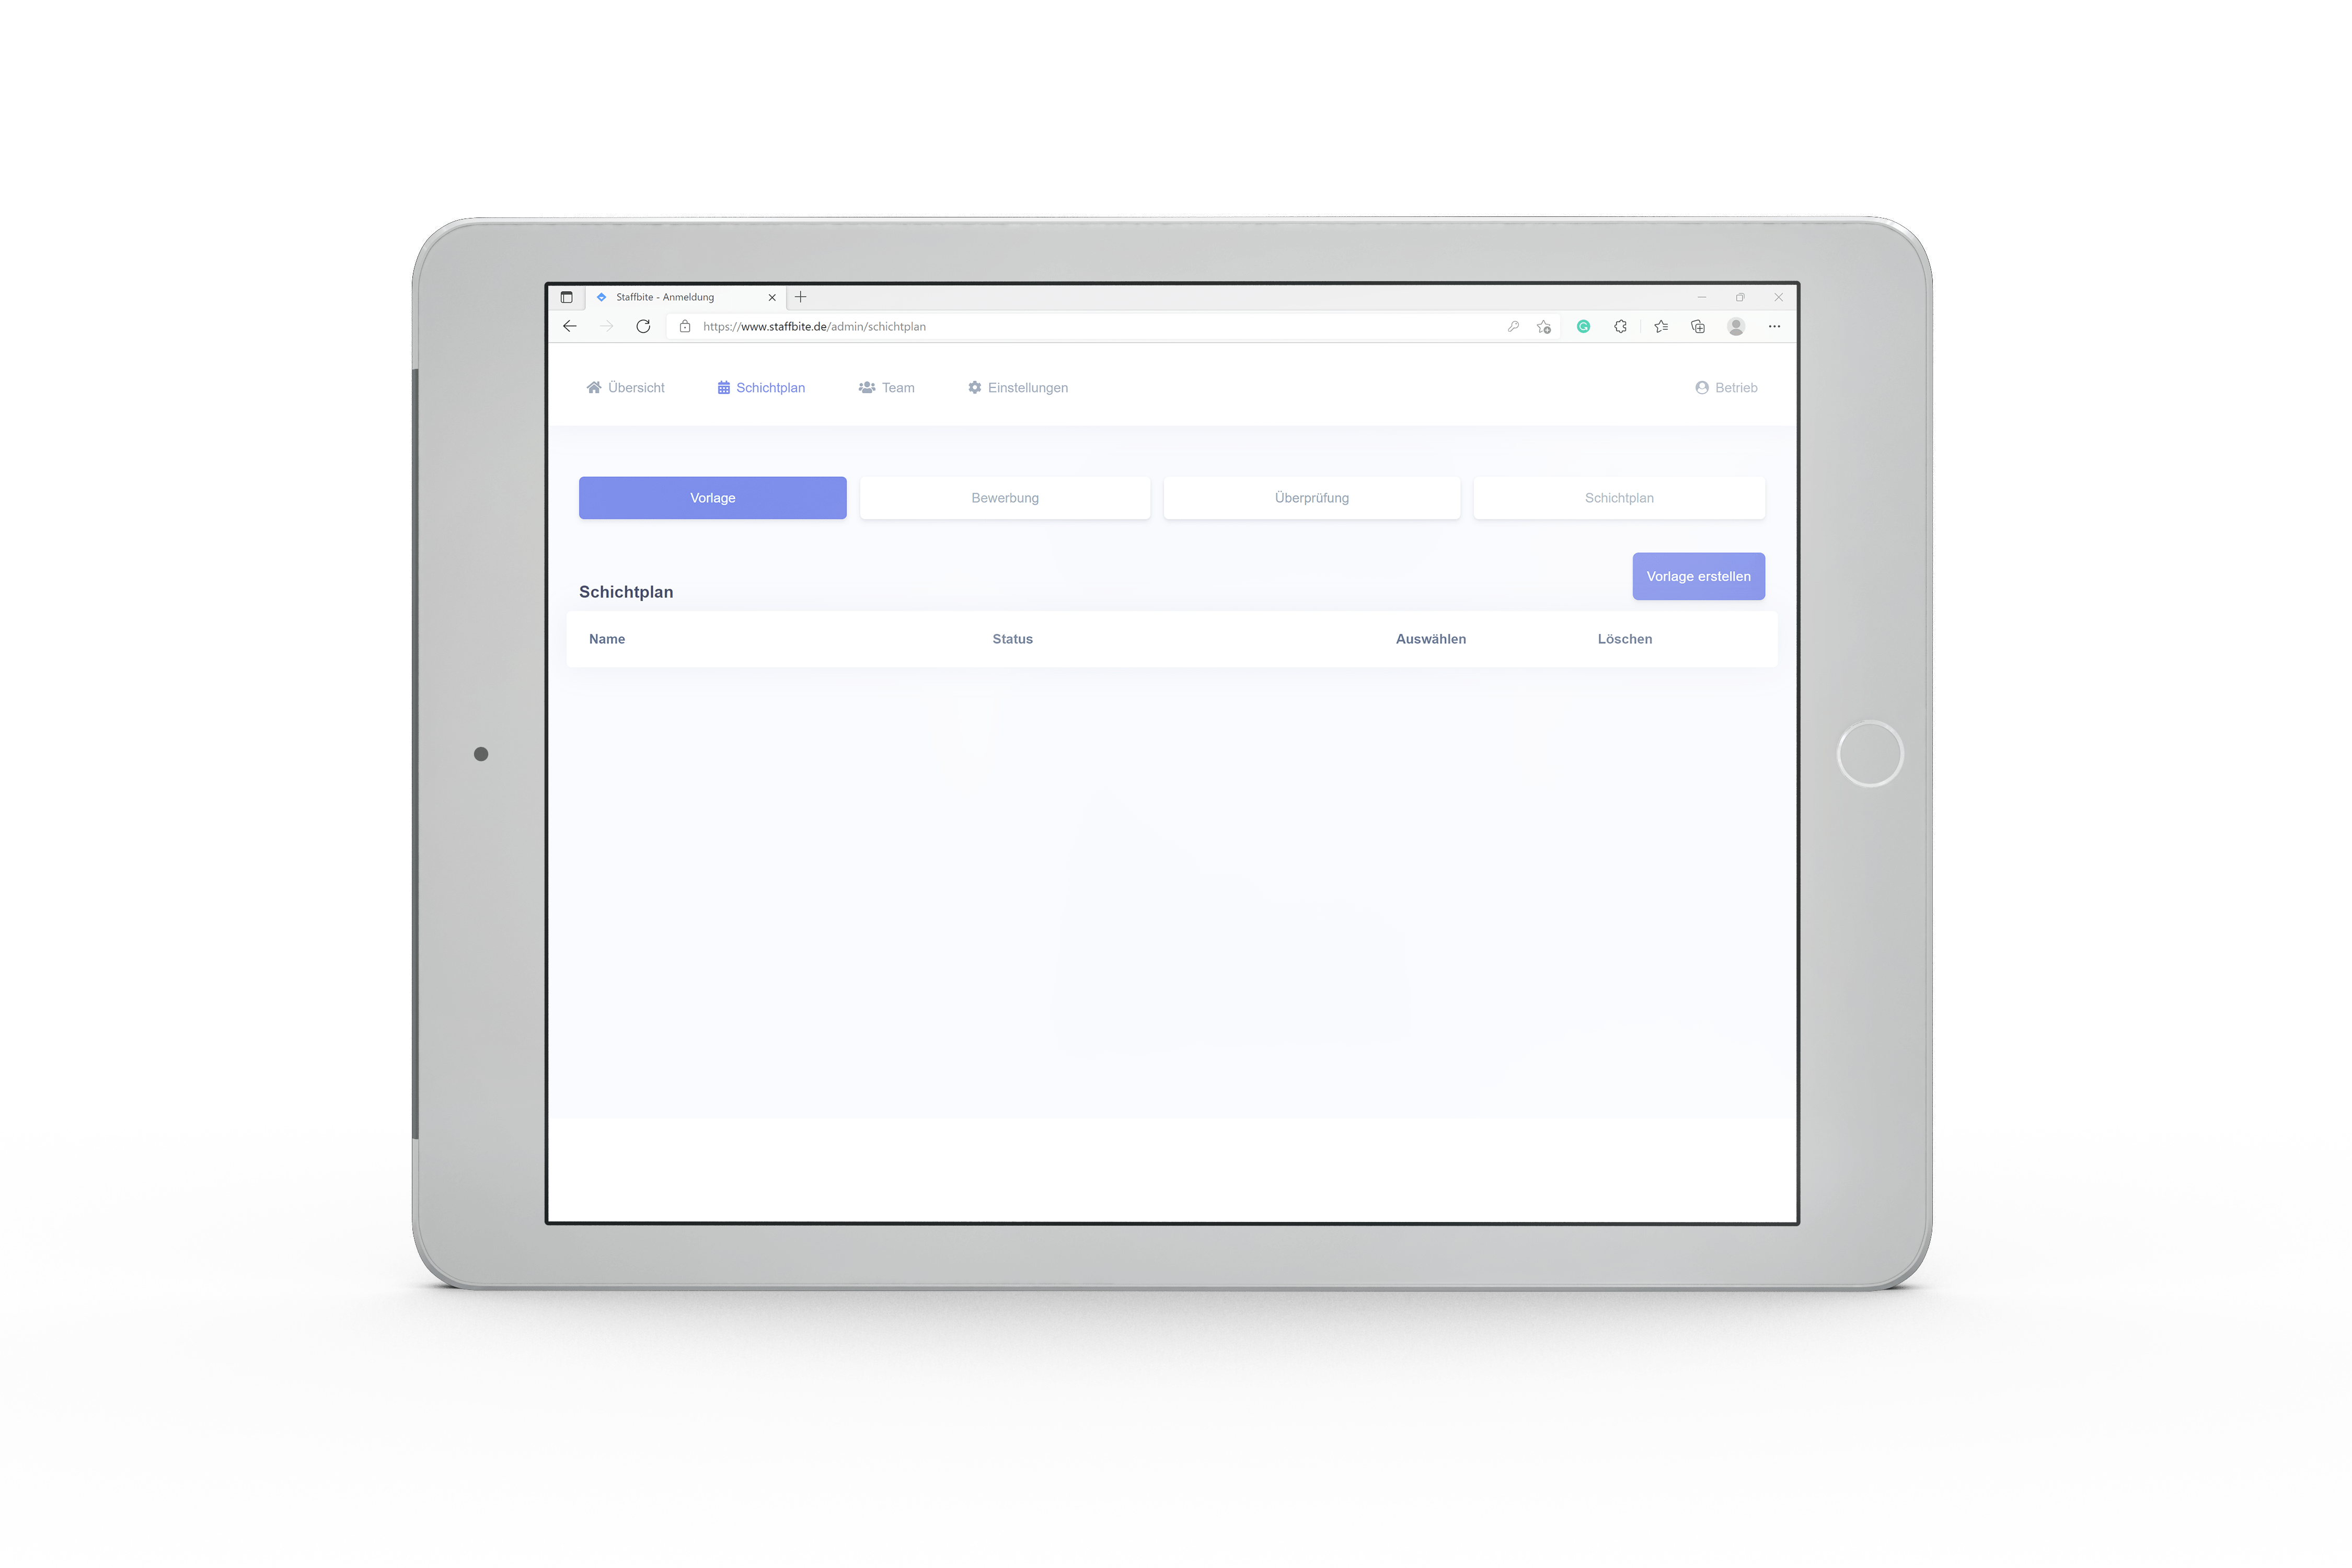 Staffbite - Anmeldung
https://www.staffbite.de/admin/schichtplan
Übersicht Schichtplan Team Einstellungen Betrieb
Vorlage Bewerbung Überprüfung Schichtplan
Vorlage erstellen
Schichtplan
Name Status Auswählen Löschen